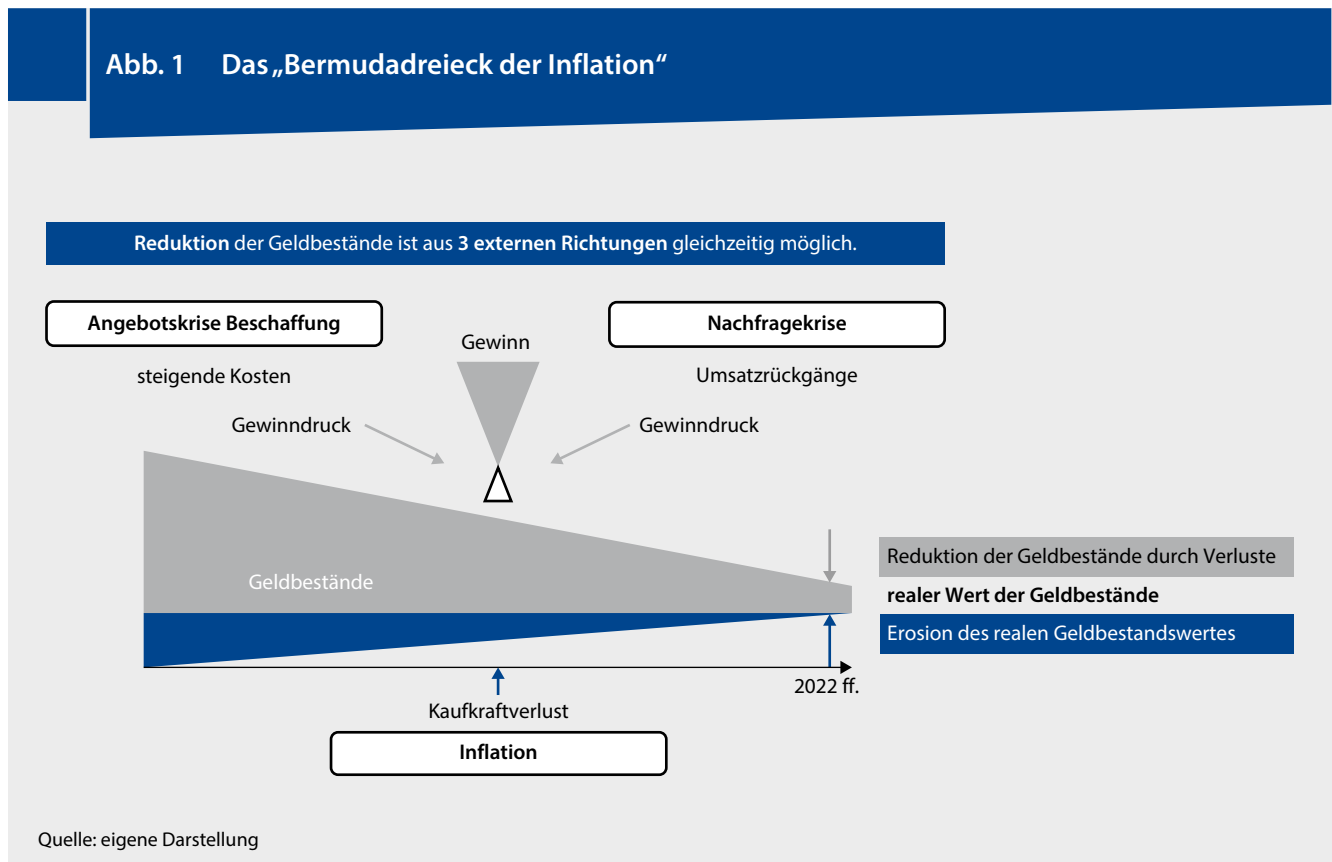 Abb. 1 Das „Bermudadreieck der Inflation“
Reduktion der Geldbestände ist aus 3 externen Richtungen gleichzeitig möglich.
Angebotskrise Beschaffung
Nachfragekrise
Gewinn
steigende Kosten
Umsatzrückgänge
Gewinndruck
Gewinndruck
Geldbestände
Reduktion der Geldbestände durch Verluste
realer Wert der Geldbestände
Erosion des realen Geldbestandswertes
2022 ff.
Kaufkraftverlust
Inflation
Quelle: eigene Darstellung